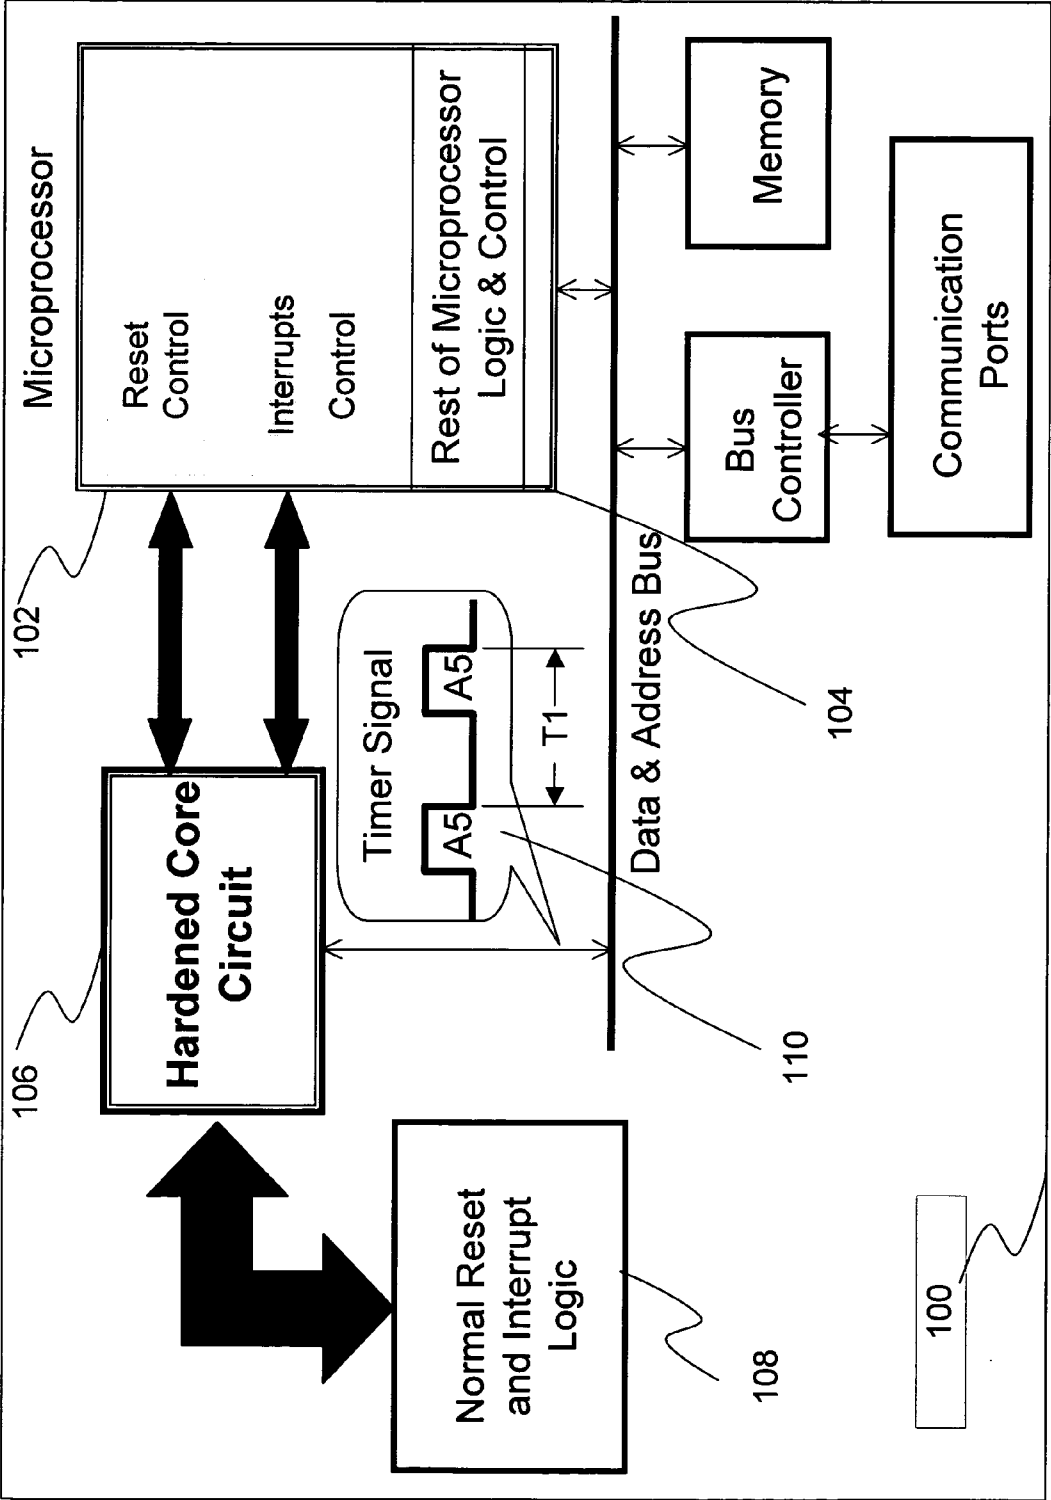 106
102
Microprocessor
Hardened Core
Circuit
Reset
Control
Interrupts
Control
Rest of Microprocessor
Logic & Control
Timer Signal
A5
A5
T1
Normal Reset
and Interrupt
Logic
Data & Address Bus
108
110
104
Bus
Controller
Memory
Communication
Ports
100